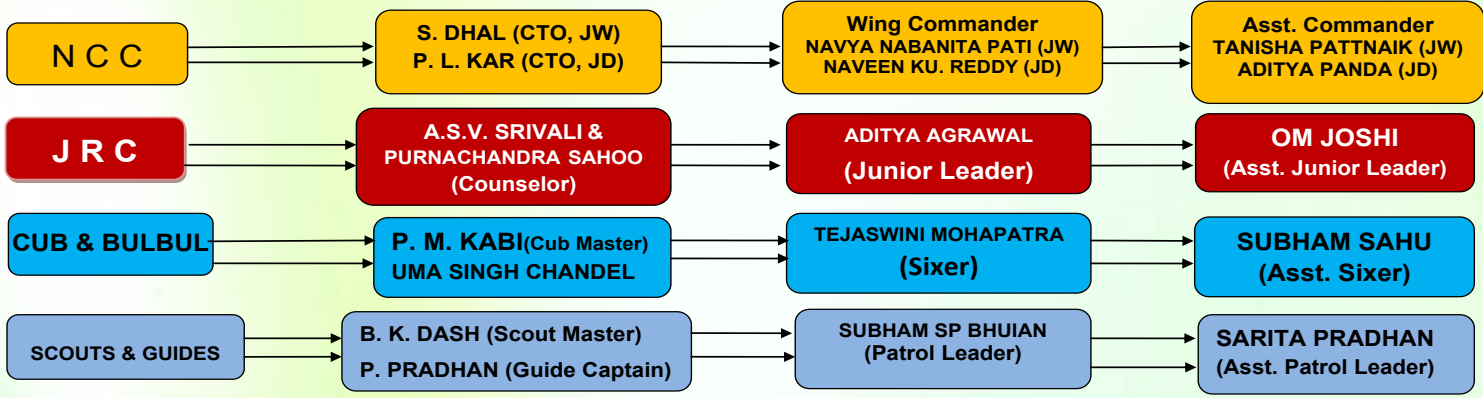 N C C
S. DHAL (CTO, JW)
P. L. KAR (CTO, JD)
Wing Commander
NAVYA NABANITA PATI (JW)
NAVEEN KU. REDDY (JD)
Asst. Commander
TANISHA PATTNAIK (JW)
ADITYA PANDA (JD)
J R C
A.S.V. SRIVALI &
PURNACHANDRA SAHOO
(Counselor)
ADITYA AGRAWAL
(Junior Leader)
OM JOSHI
(Asst. Junior Leader)
CUB & BULBUL
P. M. KABI(Cub Master)
UMA SINGH CHANDEL
TEJASWINI MOHAPATRA
(Sixer)
SUBHAM SAHU
(Asst. Sixer)
SCOUTS & GUIDES
B. K. DASH (Scout Master)
P. PRADHAN (Guide Captain)
SUBHAM SP BHUIAN
(Patrol Leader)
SARITA PRADHAN
(Asst. Patrol Leader)